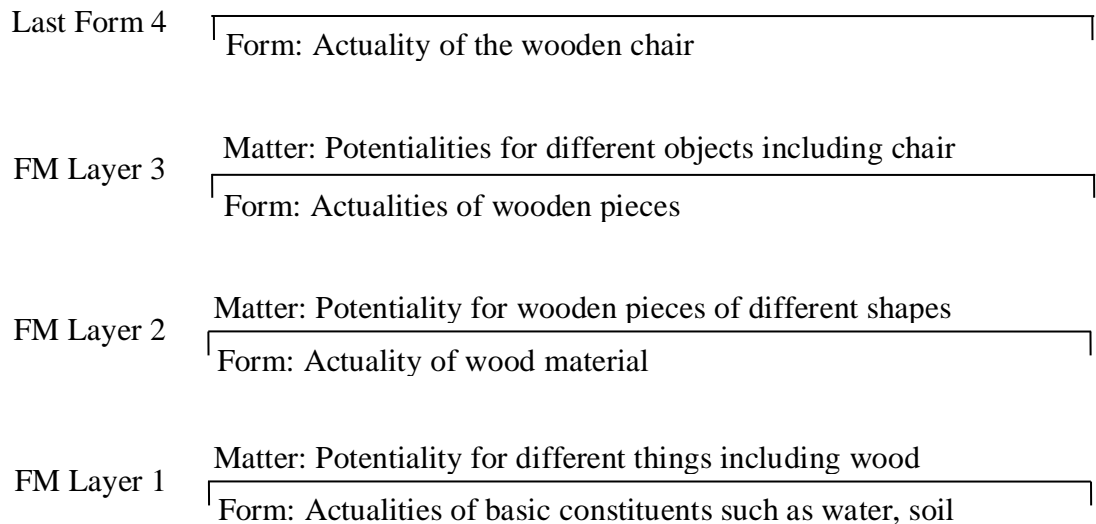 Last Form 4
Form: Actuality of the wooden chair
Matter: Potentialities for different objects including chair
FM Layer 3
Form: Actualities of wooden pieces
Matter: Potentiality for wooden pieces of different shapes
FM Layer 2
Form: Actuality of wood material
Matter: Potentiality for different things including wood
FM Layer 1
Form: Actualities of basic constituents such as water, soil